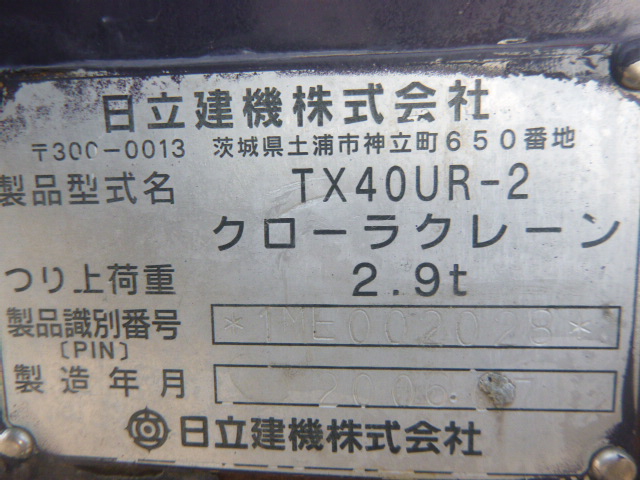 日立建機株式会社
〒300-0013 茨城県土浦市神立町650番地
製品型式名 TX40UR-2
クローラクレーン
つり上荷重 2.9t
製品識別番号
[PIN]
製造年月
日立建機株式会社